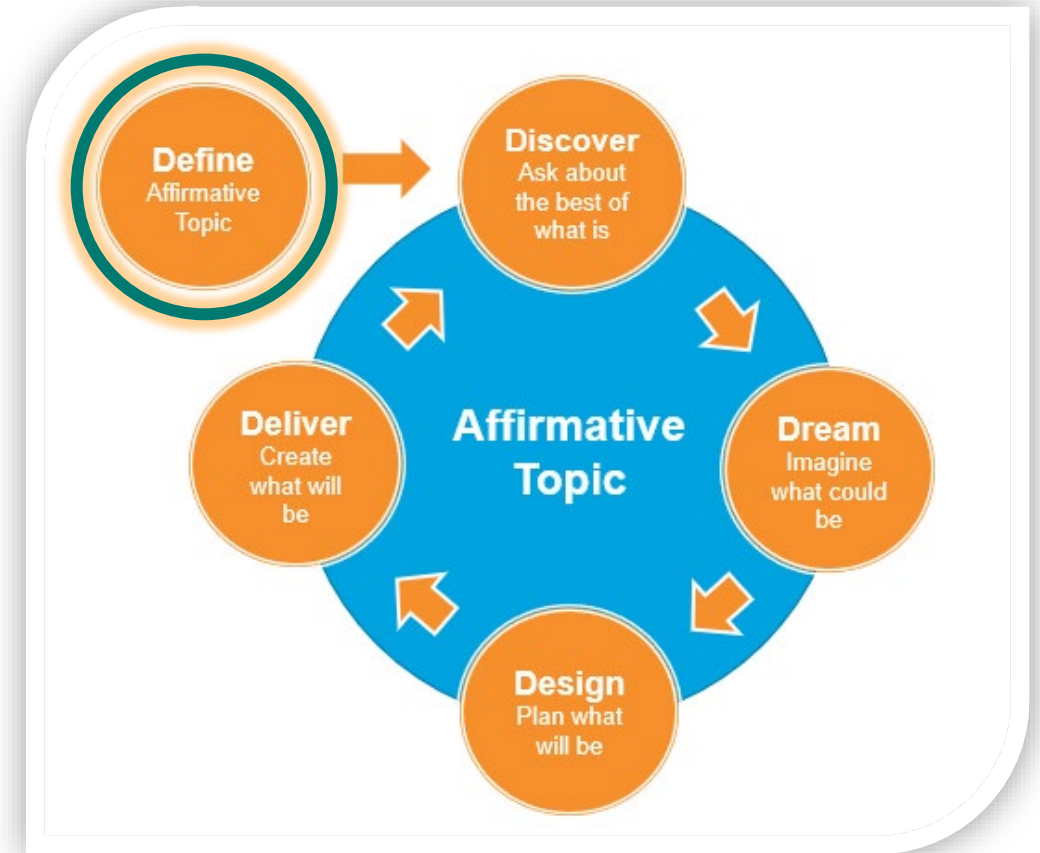 Define
Affirmative
Topic
Discover
Ask about
the best of
what is
Deliver
Create
what will
be
Affirmative
Topic
Dream
Imagine
what could
be
Design
Plan what
will be